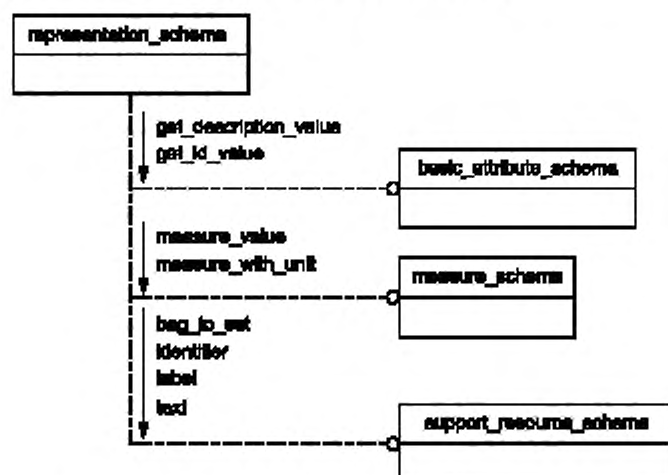 representation_schema
get_description_value
get_id_value
basic_attribute_schema
measure_value
measure_with_unit
measure_schema
bag_to_set
identifier
label
text
support_resource_schema